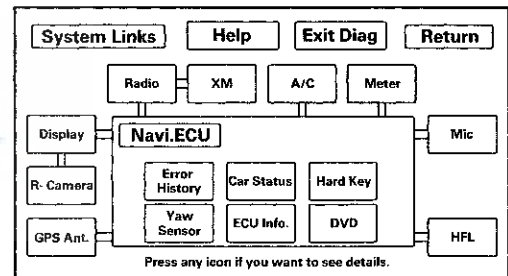 System Links Help Exit Diag Return
Radio XM A/C Meter
Display Navi.ECU Mic
Error History Car Status Hard Key
R- Camera
Yaw Sensor ECU Info. DVD
GPS Ant. HFL
Press any icon if you want to see details.